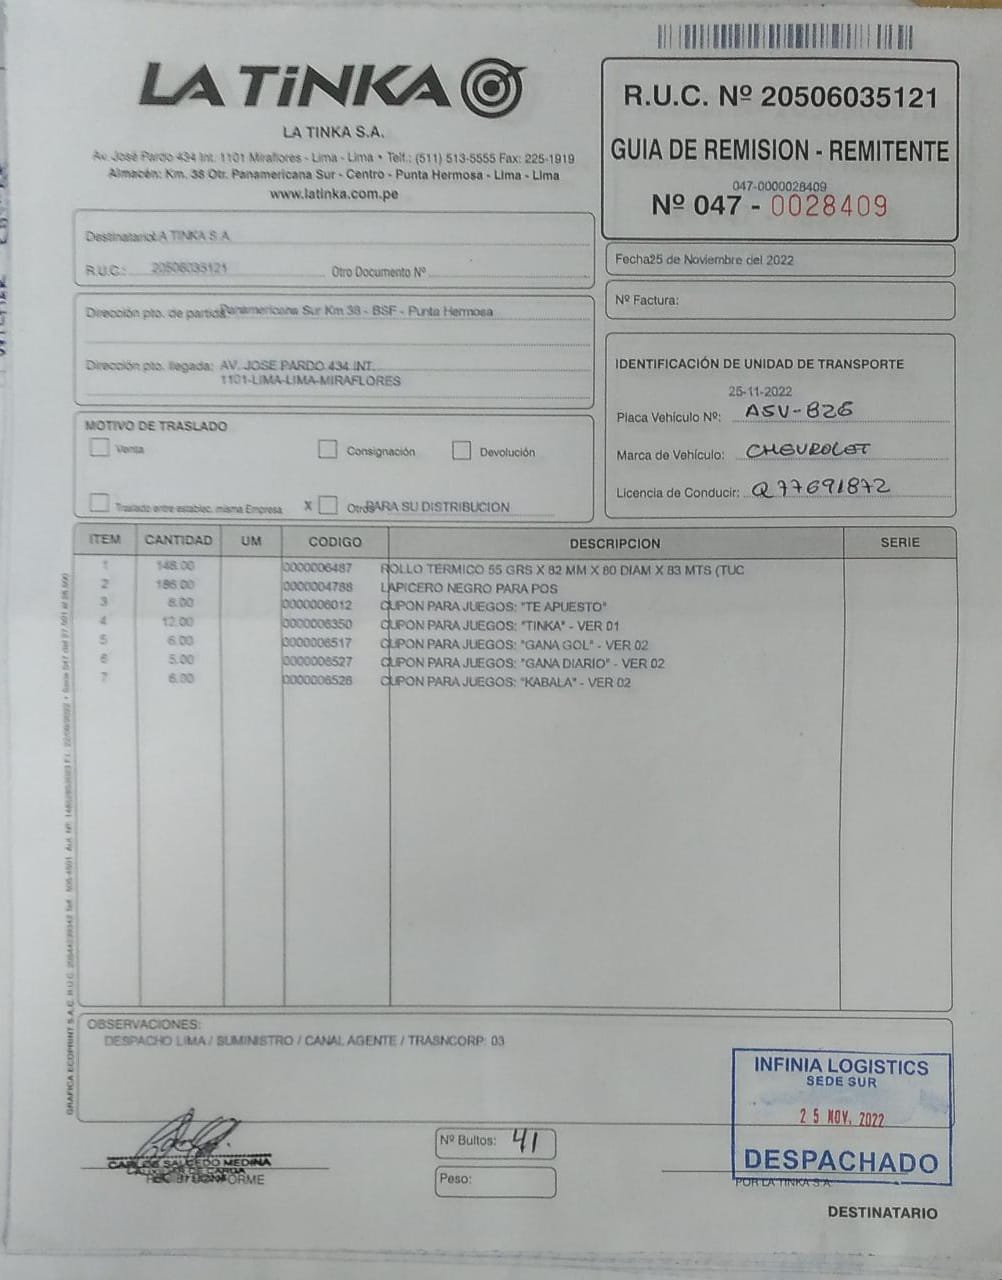 LA TiNKA
LA TINKA S.A.
Av. José Pardo 434 Int. 1101 Miraflores - Lima - Lima • Telf.: (511) 513-5555 Fax: 225-1919
Almacén: Km. 38 Otr. Panamericana Sur - Centro - Punta Hermosa - Lima - Lima
www.latinka.com.pe
R.U.C. Nº 20506035121
GUIA DE REMISION - REMITENTE
047-0000028409
Nº 047 - 0028409
Destinatario: LA TINKA S.A.
R.U.C.: 20506035121 Otro Documento Nº
Fecha 25 de Noviembre del 2022
Nº Factura:
Dirección pto. de partida Panamericana Sur Km 38 - BSF - Punta Hermosa
Dirección pto. llegada: AV. JOSE PARDO 434 INT.
1101-LIMA-LIMA-MIRAFLORES
IDENTIFICACIÓN DE UNIDAD DE TRANSPORTE
25-11-2022
Placa Vehículo Nº: ASV-826
Marca de Vehículo: CHEVROLET
Licencia de Conducir: Q77691872
MOTIVO DE TRASLADO
Venta Consignación Devolución
Traslado entre establec. misma Empresa X Otros PARA SU DISTRIBUCION
ITEM CANTIDAD UM CODIGO DESCRIPCION SERIE
1 148.00 0000006487 ROLLO TERMICO 55 GRS X 82 MM X 80 DIAM X 83 MTS (TUC
2 186.00 0000004788 LAPICERO NEGRO PARA POS
3 8.00 0000006012 CUPON PARA JUEGOS: "TE APUESTO"
4 12.00 0000006350 CUPON PARA JUEGOS: "TINKA" - VER 01
5 6.00 0000006517 CUPON PARA JUEGOS: "GANA GOL" - VER 02
6 5.00 0000006527 CUPON PARA JUEGOS: "GANA DIARIO" - VER 02
7 6.00 0000006526 CUPON PARA JUEGOS: "KABALA" - VER 02
OBSERVACIONES:
DESPACHO LIMA / SUMINISTRO / CANAL AGENTE / TRASNCORP: 03
INFINIA LOGISTICS
SEDE SUR
25 NOV. 2022
DESPACHADO
CARLOS SALCEDO MEDINA
RECIBI CONFORME
Nº Bultos: 41
Peso:
POR LA TINKA S.A.
DESTINATARIO